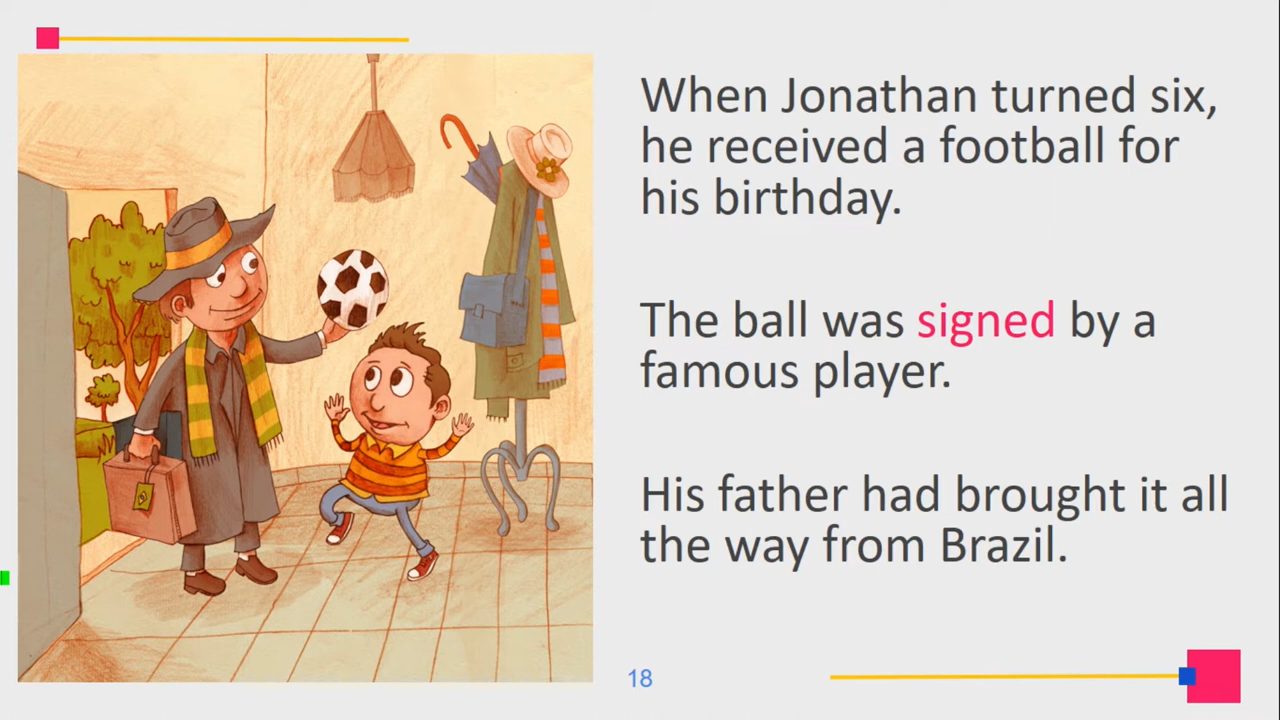 When Jonathan turned six,
he received a football for
his birthday.
The ball was signed by a
famous player.
His father had brought it all
the way from Brazil.
18